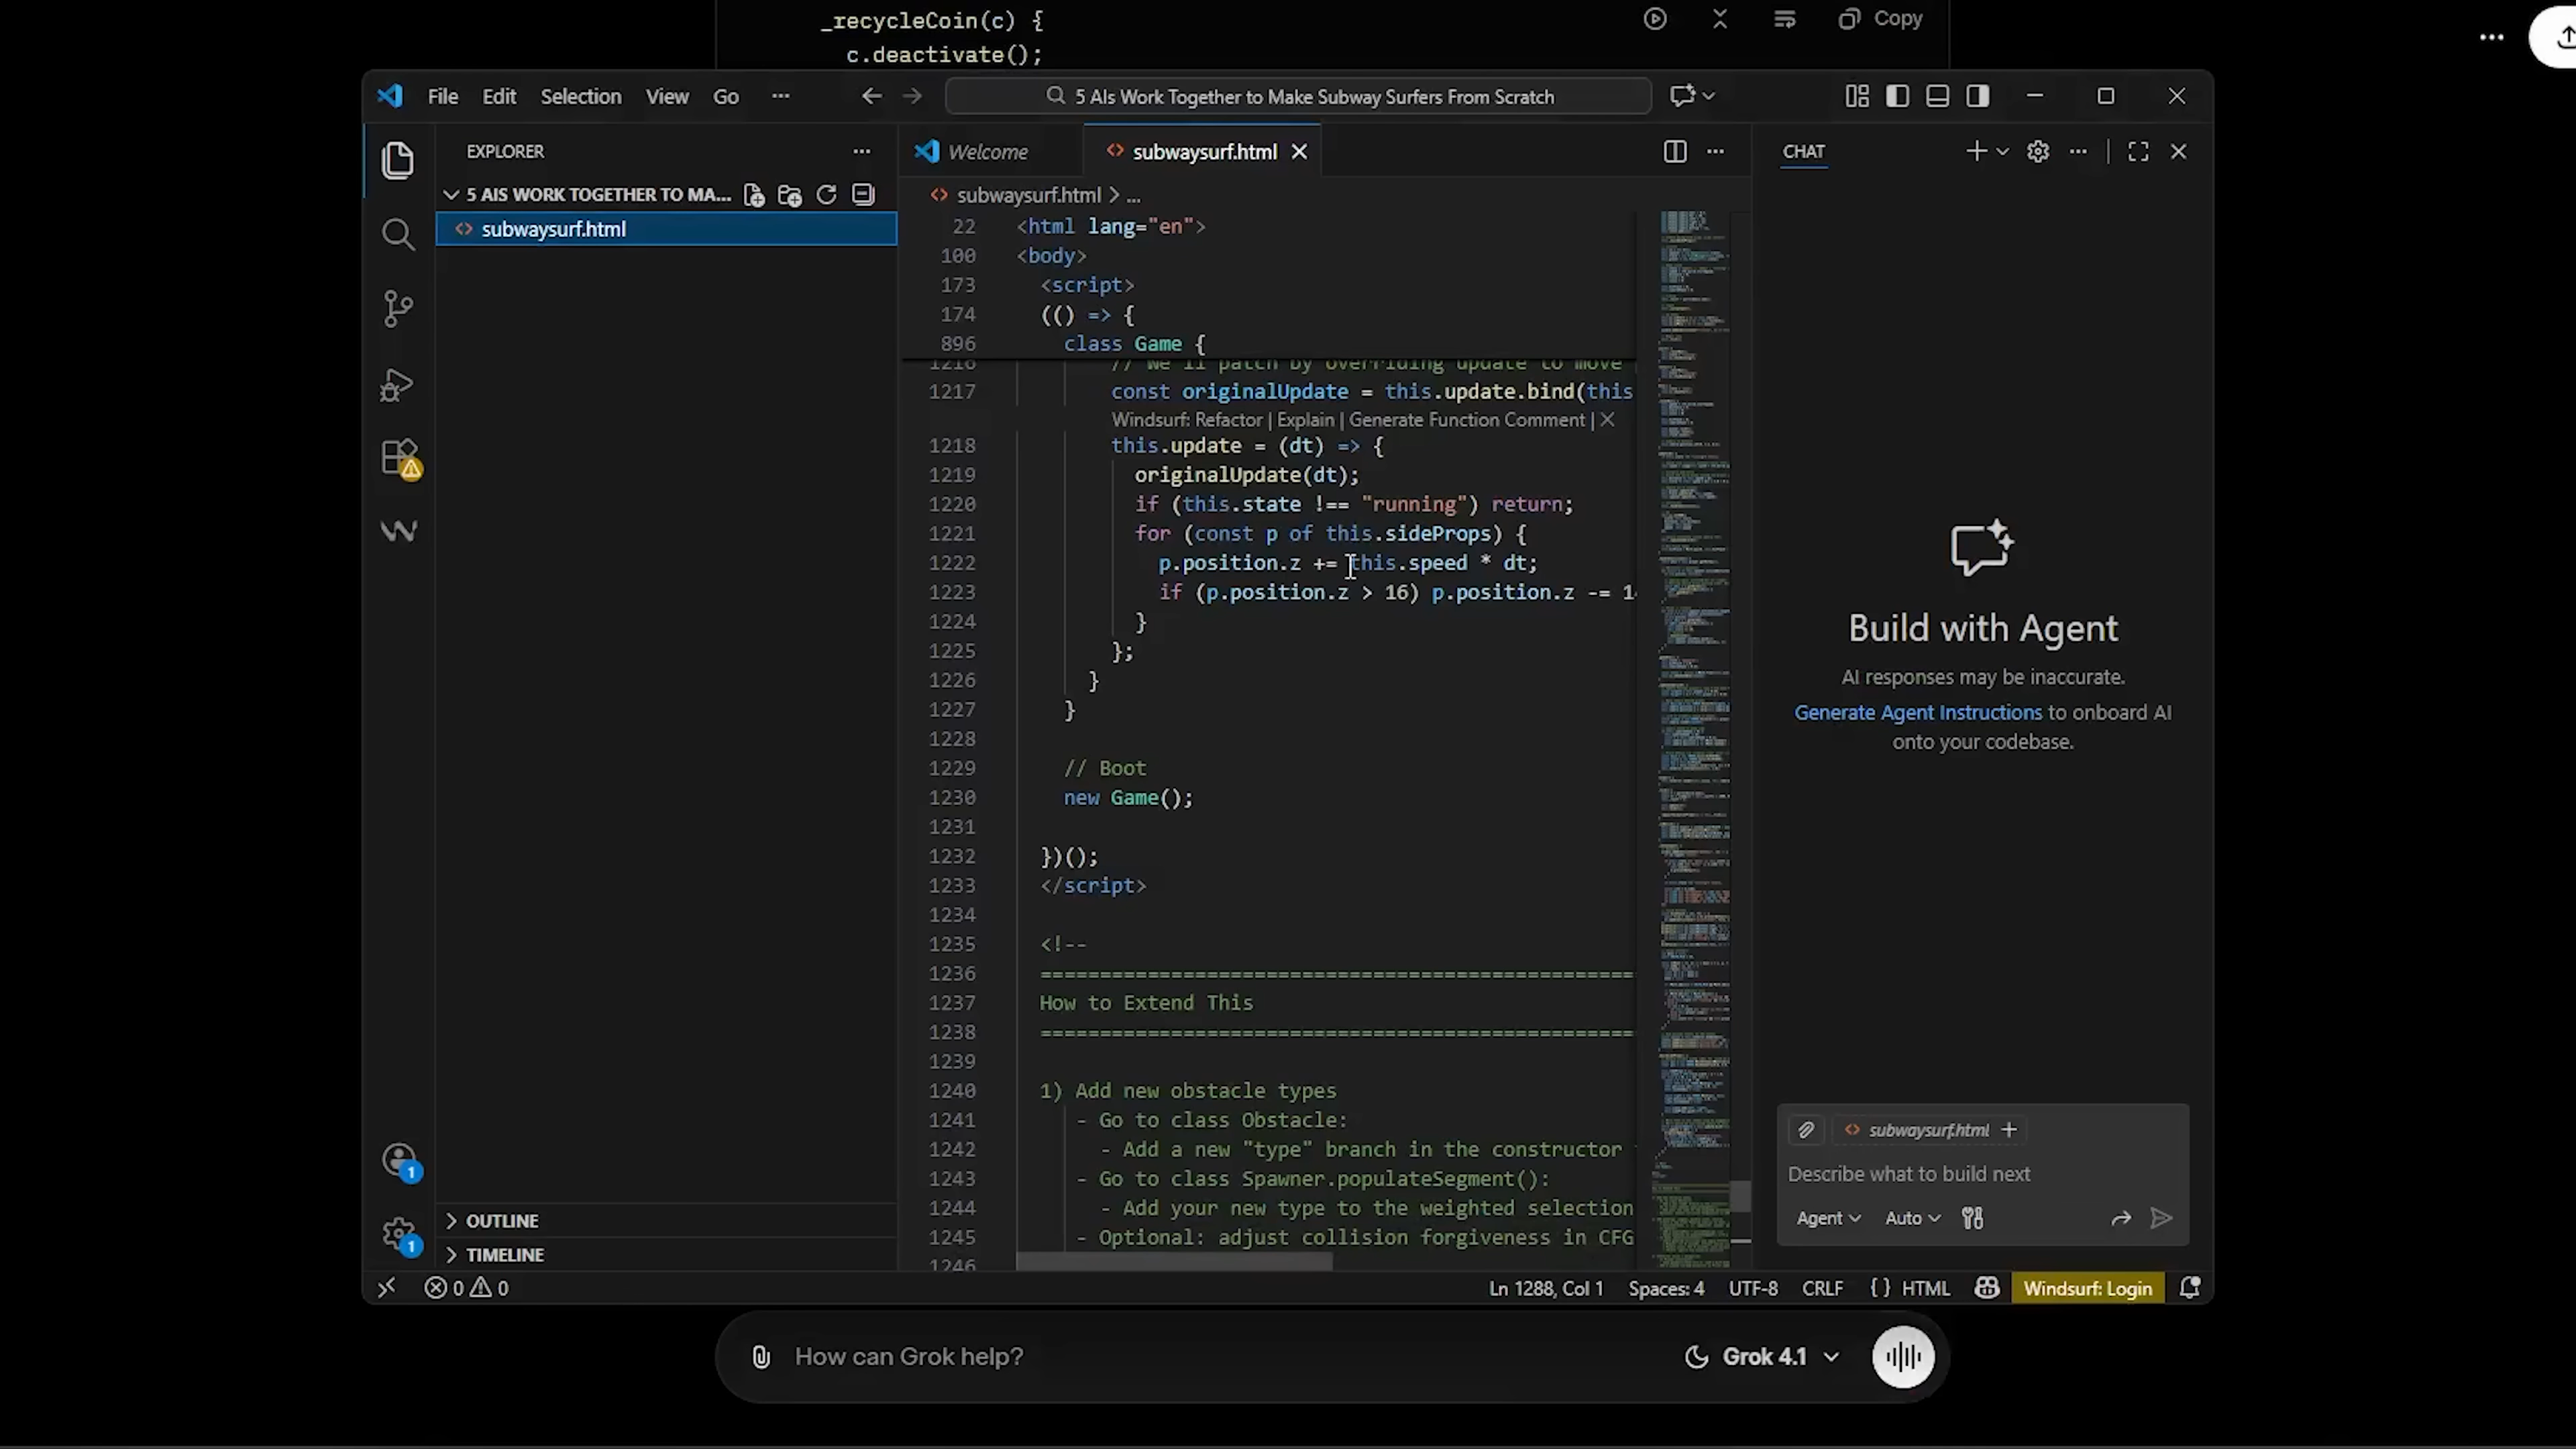 _recycleCoin(c) {
Copy
c.deactivate();
File Edit Selection View Go
5 AIs Work Together to Make Subway Surfers From Scratch
EXPLORER
5 AIS WORK TOGETHER TO MA...
subwaysurf.html
Welcome
subwaysurf.html
subwaysurf.html > ...
22 <html lang="en">
100 <body>
173 <script>
174 (() => {
896 class Game {
1216 // We'll patch by overriding update to move
1217 const originalUpdate = this.update.bind(this
Windsurf: Refactor | Explain | Generate Function Comment | X
1218 this.update = (dt) => {
1219 originalUpdate(dt);
1220 if (this.state !== "running") return;
1221 for (const p of this.sideProps) {
1222 p.position.z += this.speed * dt;
1223 if (p.position.z > 16) p.position.z -= 1
1224 }
1225 };
1226 }
1227 }
1228
1229 // Boot
1230 new Game();
1231
1232 })();
1233 </script>
1234
1235 <!--
1236 ==================================================
1237 How to Extend This
1238 ==================================================
1239
1240 1) Add new obstacle types
1241 - Go to class Obstacle:
1242 - Add a new "type" branch in the constructor
1243 - Go to class Spawner.populateSegment():
1244 - Add your new type to the weighted selection
1245 - Optional: adjust collision forgiveness in CFG
1246
OUTLINE
TIMELINE
CHAT
Build with Agent
AI responses may be inaccurate.
Generate Agent Instructions to onboard AI
onto your codebase.
subwaysurf.html
Describe what to build next
Agent Auto
1
1
0 0
Ln 1288, Col 1 Spaces: 4 UTF-8 CRLF {} HTML Windsurf: Login
How can Grok help?
Grok 4.1